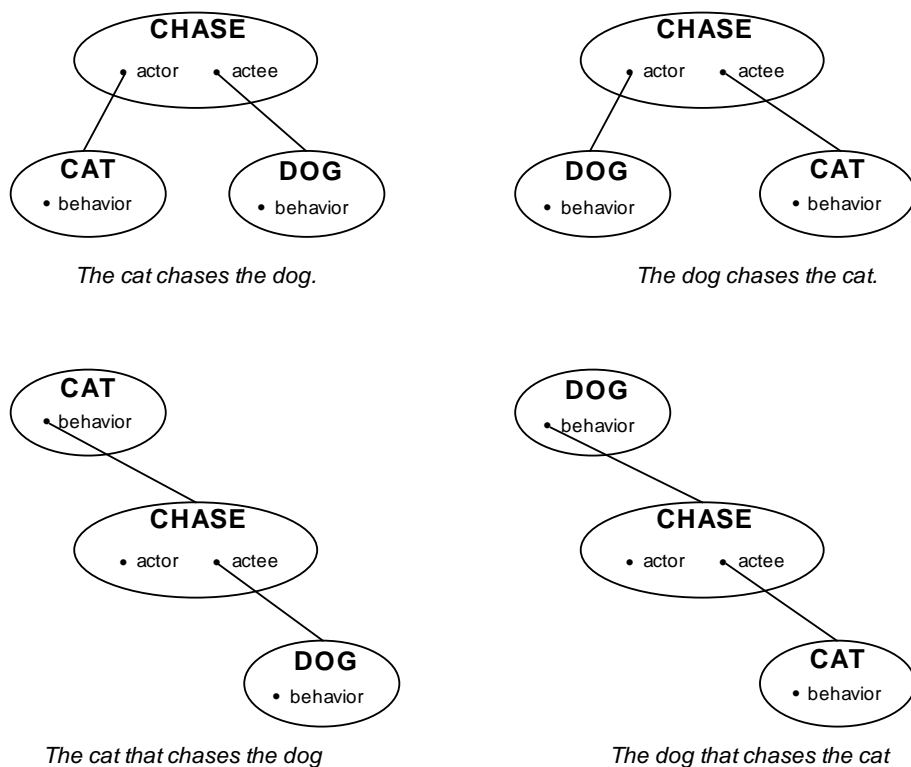 CHASE
actor actee
CAT
behavior
DOG
behavior
The cat chases the dog.
CHASE
actor actee
DOG
behavior
CAT
behavior
The dog chases the cat.
CAT
behavior
CHASE
actor actee
DOG
behavior
The cat that chases the dog
DOG
behavior
CHASE
actor actee
CAT
behavior
The dog that chases the cat